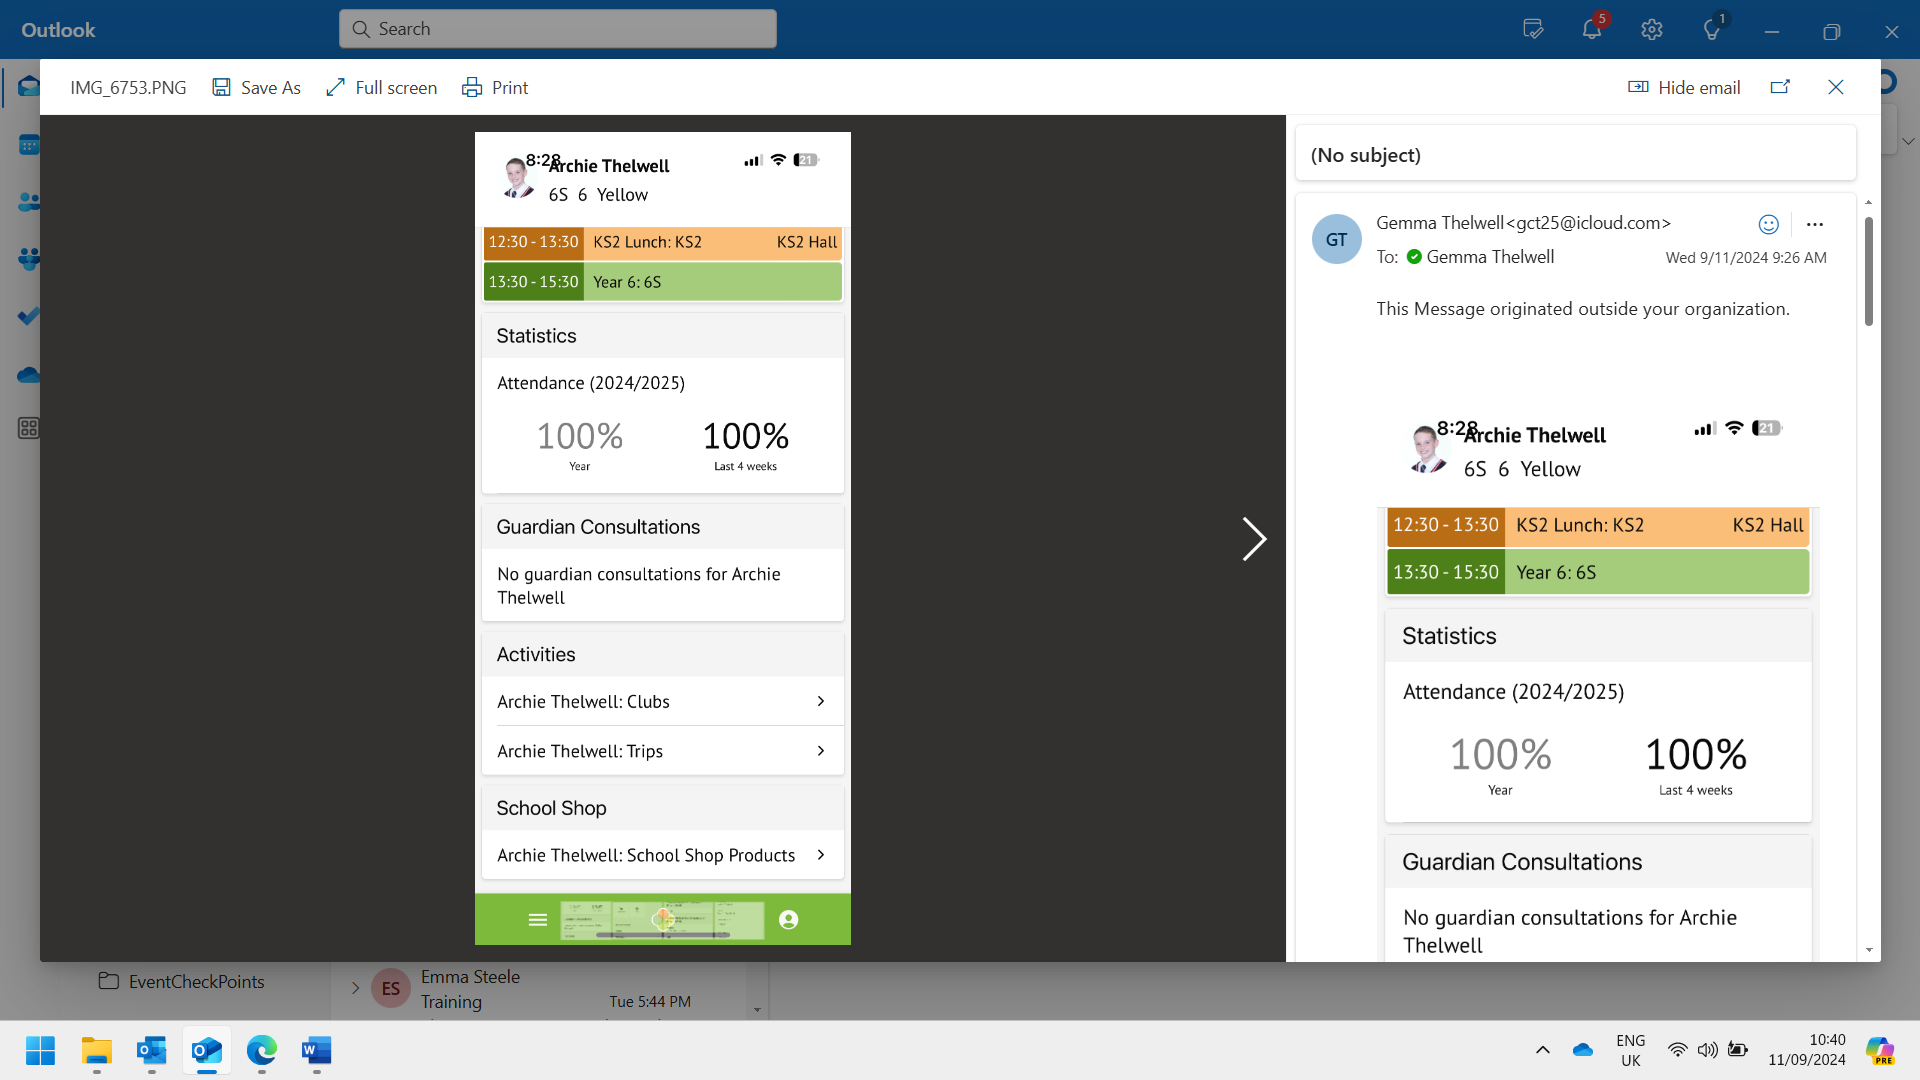 Outlook
Search
5
1
IMG_6753.PNG
Save As
Full screen
Print
Hide email
8:28
Archie Thelwell
21
6S 6 Yellow
12:30 - 13:30 KS2 Lunch: KS2 KS2 Hall
13:30 - 15:30 Year 6: 6S
Statistics
Attendance (2024/2025)
100% 100%
Year Last 4 weeks
Guardian Consultations
No guardian consultations for Archie
Thelwell
Activities
Archie Thelwell: Clubs
Archie Thelwell: Trips
School Shop
Archie Thelwell: School Shop Products
(No subject)
GT
Gemma Thelwell<gct25@icloud.com>
To: Gemma Thelwell
Wed 9/11/2024 9:26 AM
This Message originated outside your organization.
8:28
Archie Thelwell
21
6S 6 Yellow
12:30 - 13:30 KS2 Lunch: KS2 KS2 Hall
13:30 - 15:30 Year 6: 6S
Statistics
Attendance (2024/2025)
100% 100%
Year Last 4 weeks
Guardian Consultations
No guardian consultations for Archie
Thelwell
EventCheckPoints
ES
Emma Steele
Training
Tue 5:44 PM
ENG
UK
10:40
11/09/2024
PRE